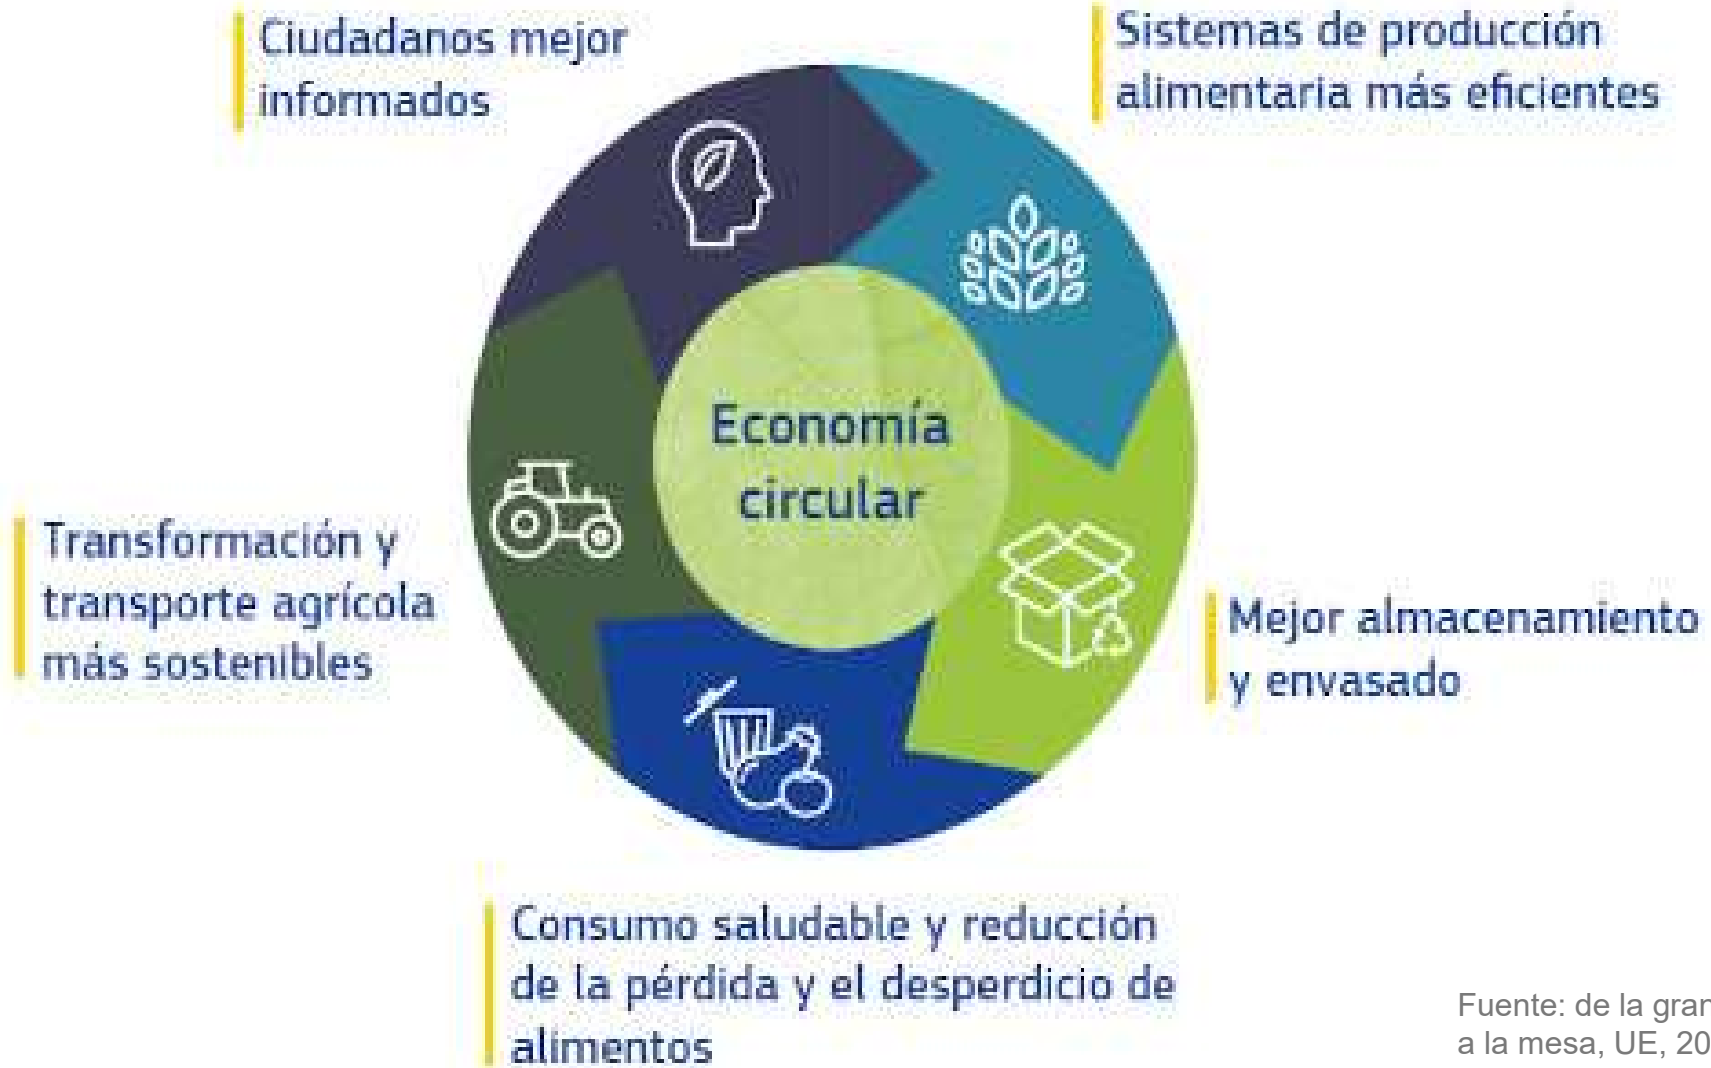 Ciudadanos mejor
informados
Sistemas de producción
alimentaria más eficientes
Economía
circular
Transformación y
transporte agrícola
más sostenibles
Mejor almacenamiento
y envasado
Consumo saludable y reducción
de la pérdida y el desperdicio de
alimentos
Fuente: de la gran
a la mesa, UE, 20